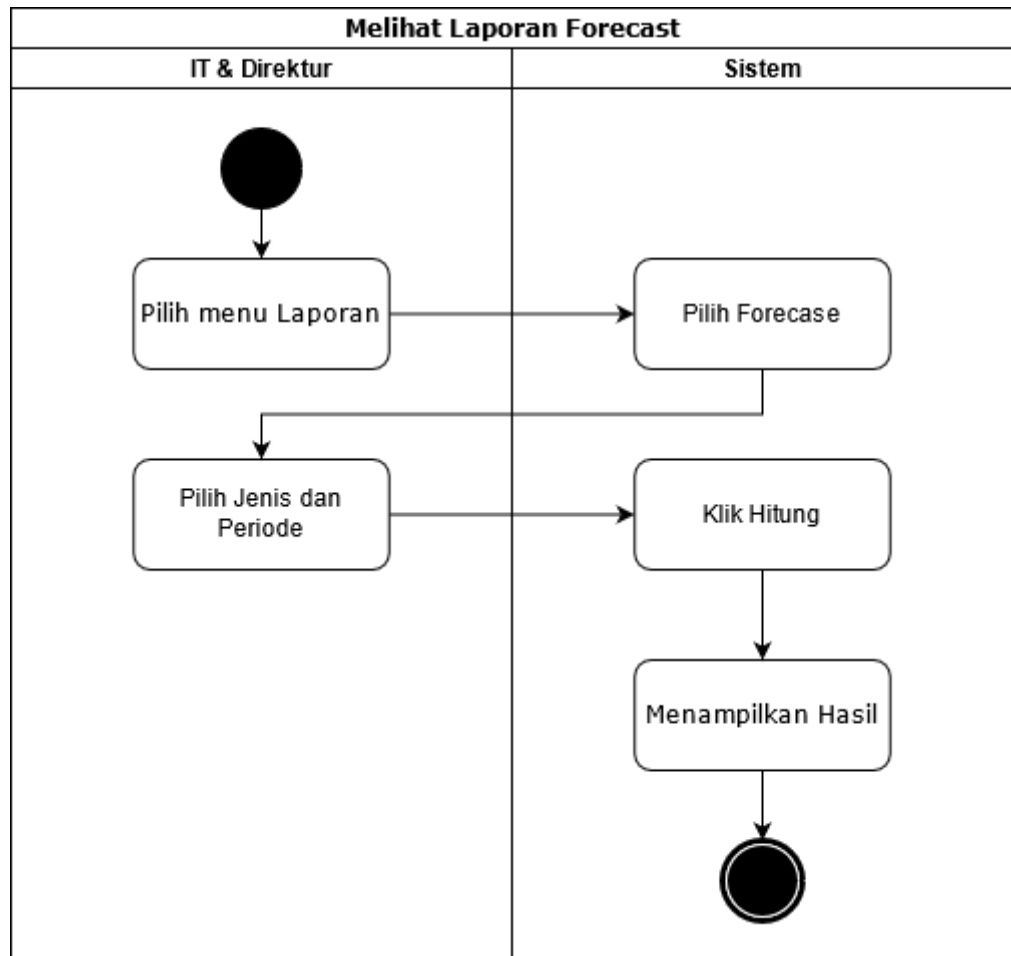 Melihat Laporan Forecast
IT & Direktur
Sistem
Pilih menu Laporan
Pilih Forecase
Pilih Jenis dan
Periode
Klik Hitung
Menampilkan Hasil